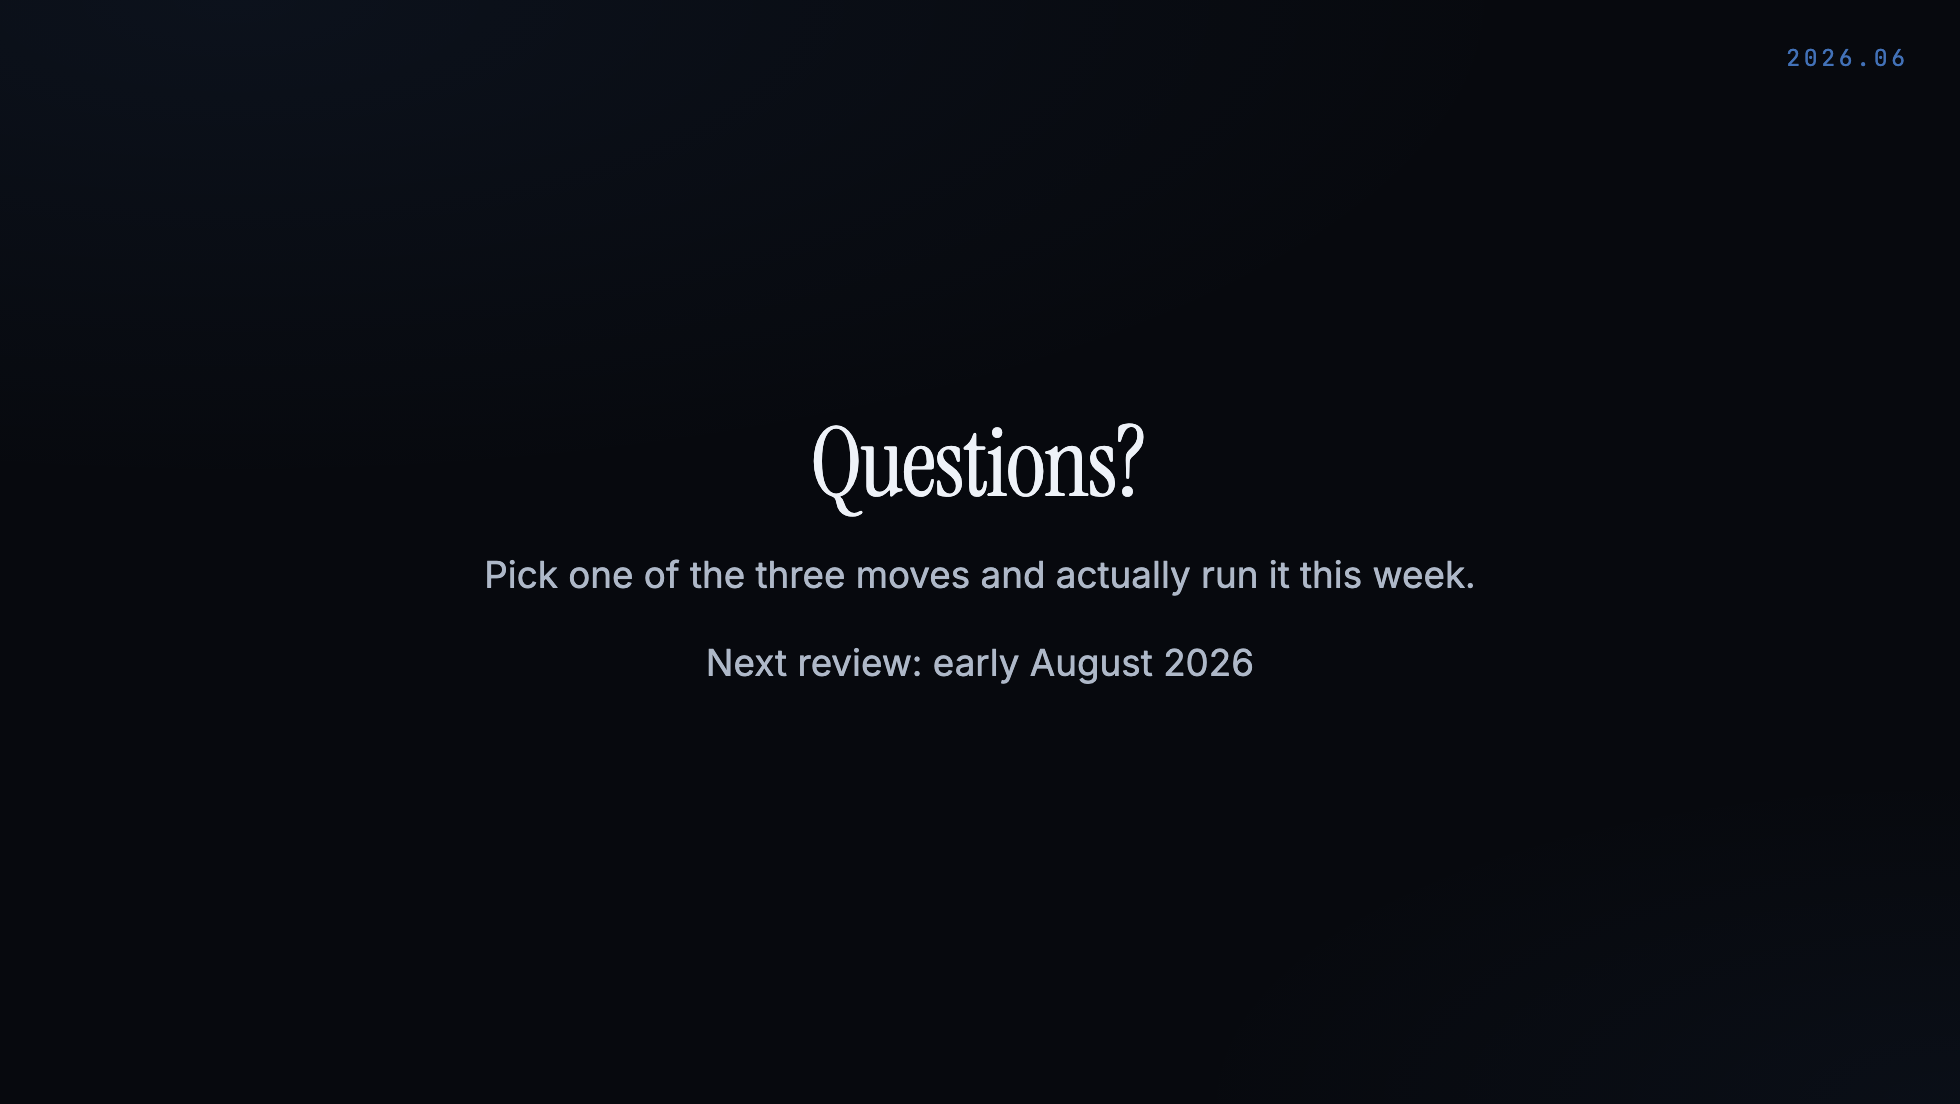 2026.06
Questions?
Pick one of the three moves and actually run it this week.
Next review: early August 2026